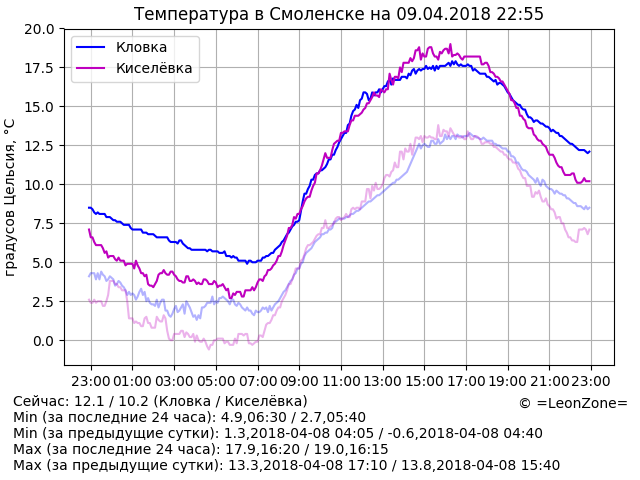 Температура в Смоленске на 09.04.2018 22:55
Кловка
Киселёвка
градусов Цельсия, °C
20.0
17.5
15.0
12.5
10.0
7.5
5.0
2.5
0.0
23:00 01:00 03:00 05:00 07:00 09:00 11:00 13:00 15:00 17:00 19:00 21:00 23:00
Сейчас: 12.1 / 10.2 (Кловка / Киселёвка)
© =LeonZone=
Min (за последние 24 часа): 4.9,06:30 / 2.7,05:40
Min (за предыдущие сутки): 1.3,2018-04-08 04:05 / -0.6,2018-04-08 04:40
Max (за последние 24 часа): 17.9,16:20 / 19.0,16:15
Max (за предыдущие сутки): 13.3,2018-04-08 17:10 / 13.8,2018-04-08 15:40